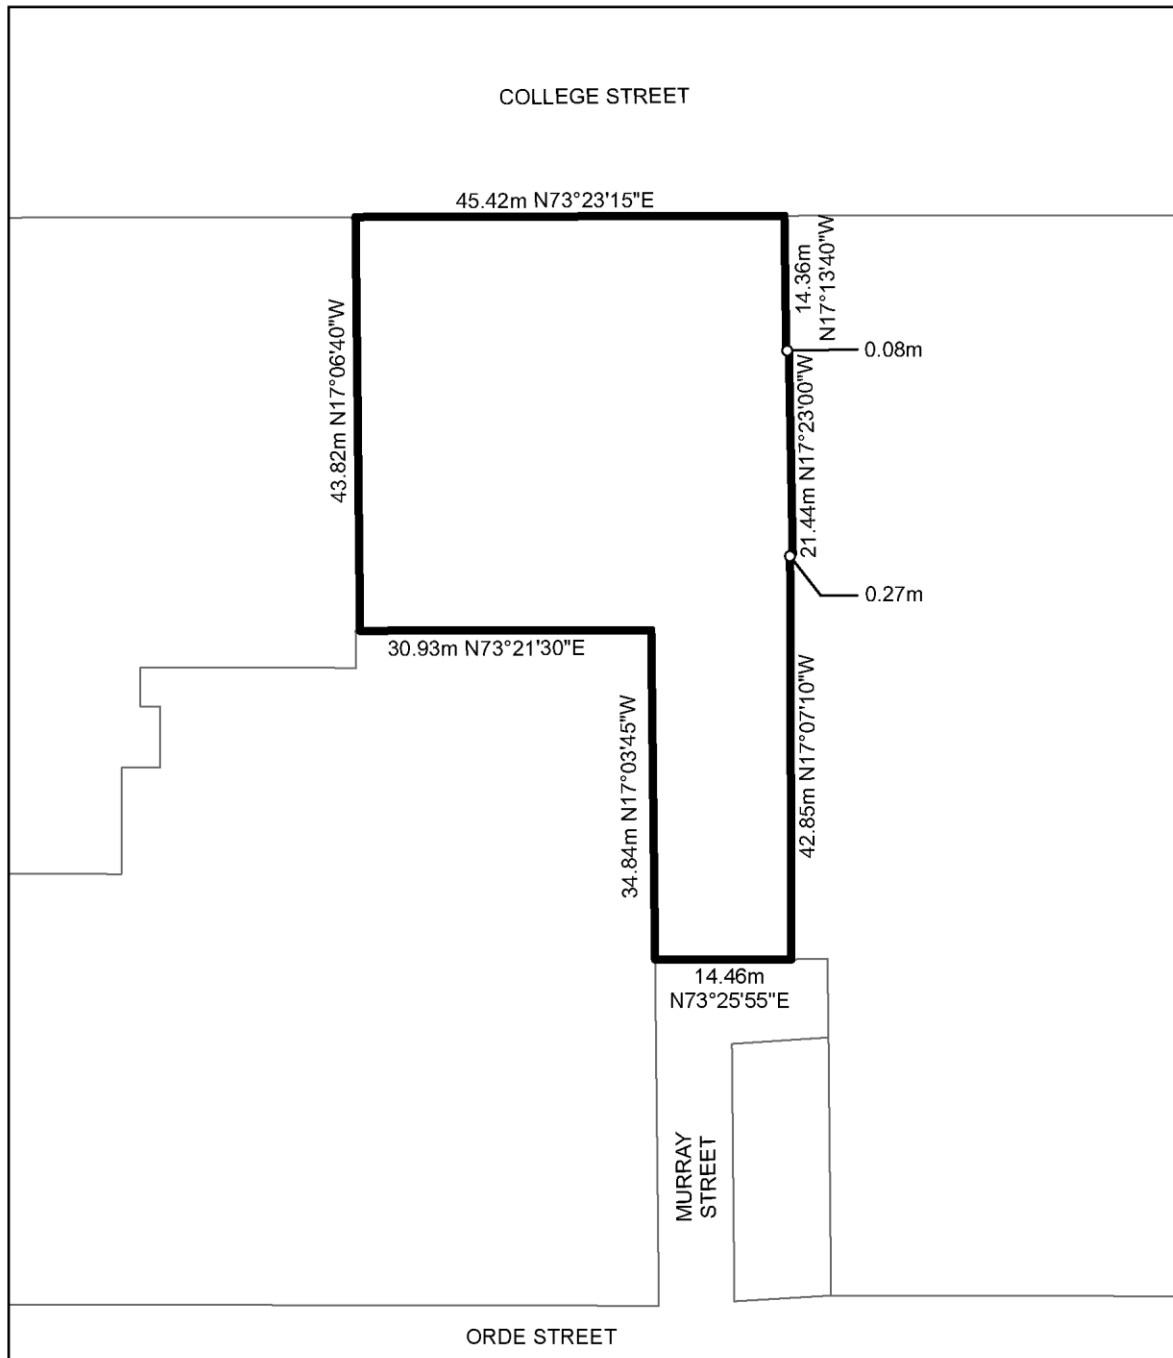 COLLEGE STREET
45.42m N73°23'15"E
14.36m
N17°13'40"W
43.82m N17°06'40"W
0.08m
21.44m N17°23'00"W
0.27m
30.93m N73°21'30"E
34.84m N17°03'45"W
42.85m N17°07'10"W
14.46m
N73°25'55"E
MURRAY
STREET
ORDE STREET